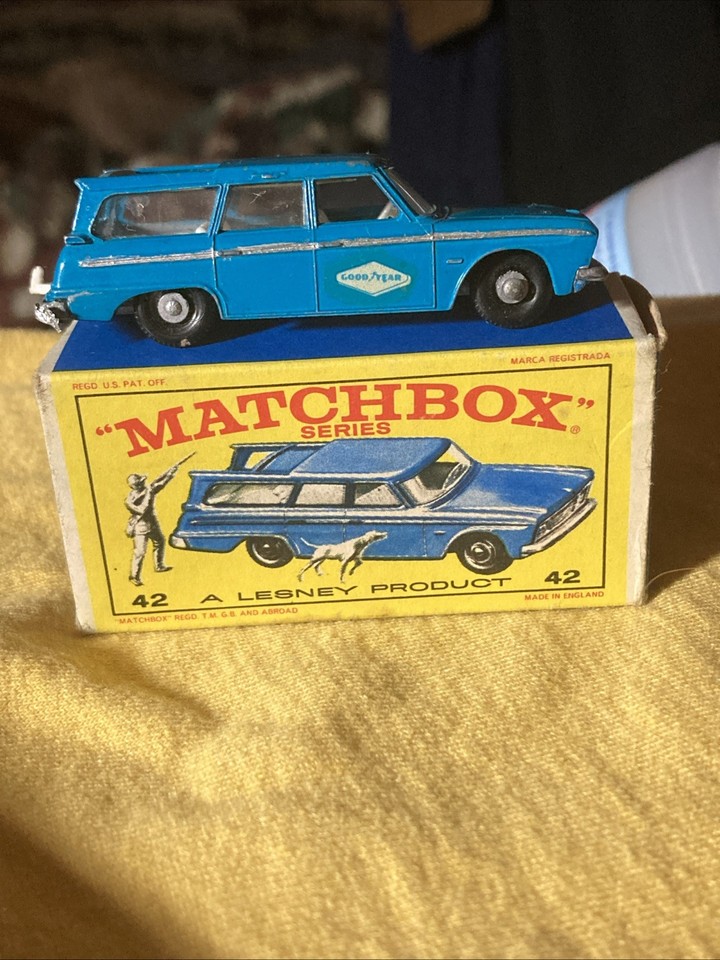 GOOD YEAR
REGD U.S. PAT. OFF.
MARCA REGISTRADA
"MATCHBOX"®
SERIES
42 A LESNEY PRODUCT 42
"MATCHBOX" REGD. T.M. G.B. AND ABROAD
MADE IN ENGLAND